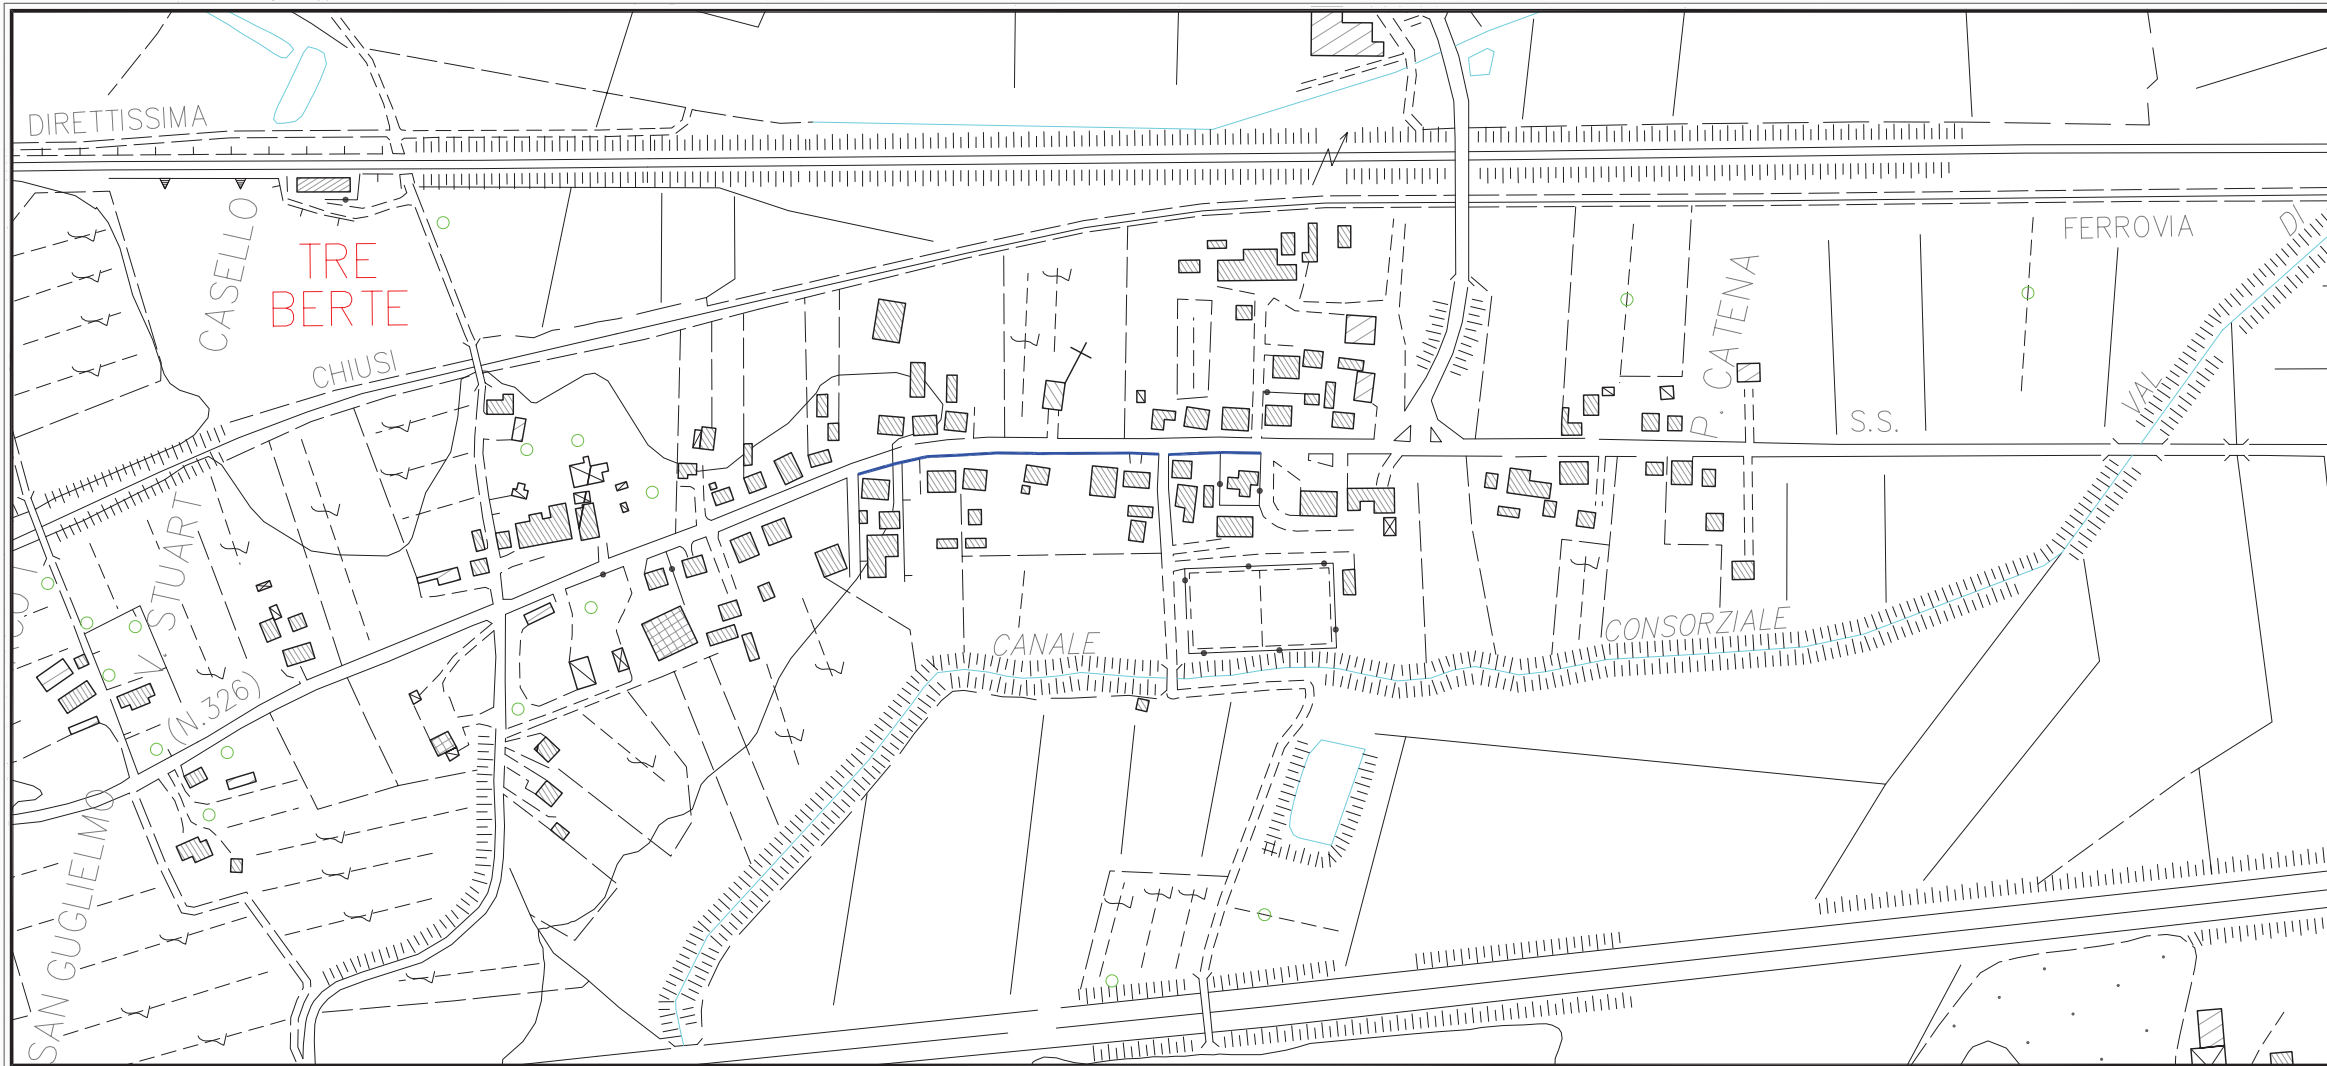 DIRETTISSIMA
CASELLO
TRE
BERTE
CHIUSI
FERROVIA
DI
VAL
P. CATENA
S.S.
V. STUART
(N.326)
CANALE
CONSORZIALE
SAN GUGLIELMO